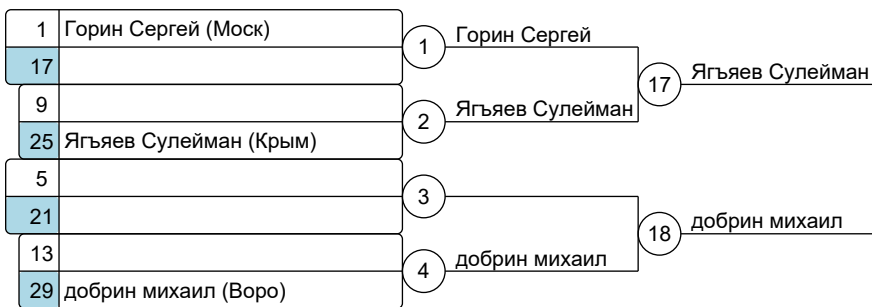 1 Горин Сергей (Моск)
17
9
25 Ягъяев Сулейман (Крым)
5
21
13
29 добрин михаил (Воро)
1 Горин Сергей
2 Ягъяев Сулейман
3
4 добрин михаил
17 Ягъяев Сулейман
18 добрин михаил